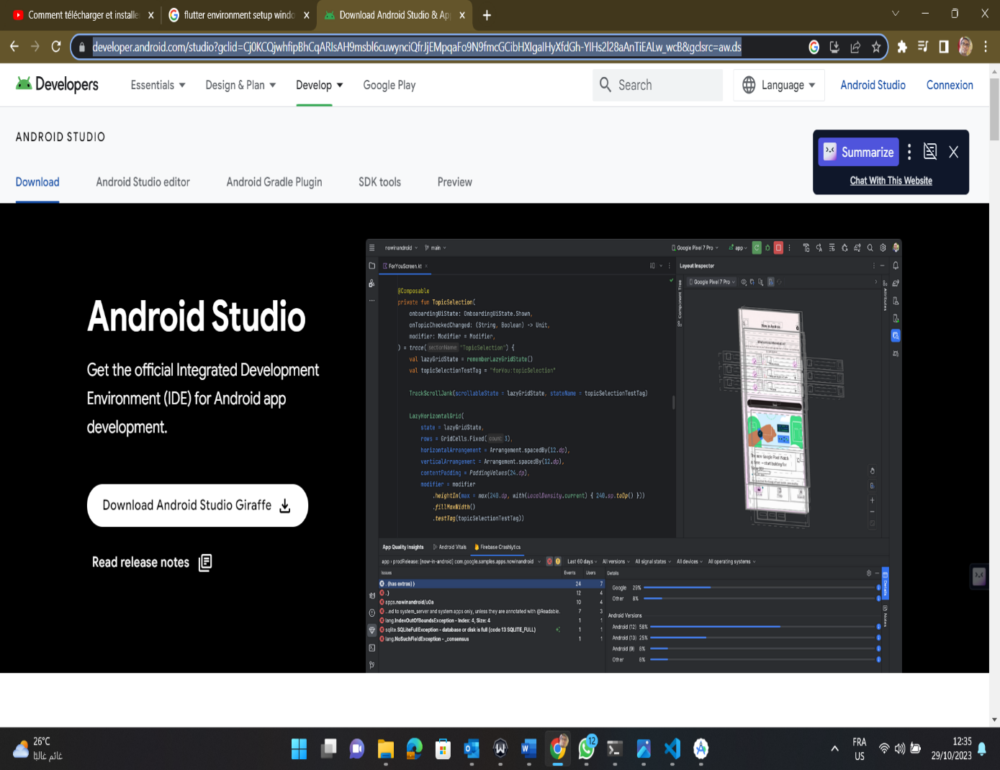 Comment télécharger et installe
flutter environment setup windo
Download Android Studio & Ap
developer.android.com/studio?gclid=Cj0KCQjwhfipBhCqARIsAH9msbl6cuwynciQfrJjEMpqaFo9N9fmcGCibHXIgalHyXfdGh-YlHs2l28aAnTiEALw_wcB&gclsrc=aw.ds
Developers
Essentials
Design & Plan
Develop
Google Play
Search
Language
Android Studio
Connexion
ANDROID STUDIO
Summarize
Chat With This Website
Download
Android Studio editor
Android Gradle Plugin
SDK tools
Preview
Android Studio
Get the official Integrated Development
Environment (IDE) for Android app
development.
Download Android Studio Giraffe
Read release notes
nowinandroid
main
Google Pixel 7 Pro
app
ForYouScreen.kt
Layout Inspector
Google Pixel 7 Pro
Component Tree
Attributes
@Composable
private fun TopicSelection(
onboardingUiState: OnboardingUiState.Shown,
onTopicCheckedChanged: (String, Boolean) -> Unit,
modifier: Modifier = Modifier,
) = trace( sectionName: "TopicSelection") {
val lazyGridState = rememberLazyGridState()
val topicSelectionTestTag = "forYou:topicSelection"
TrackScrollJank(scrollableState = lazyGridState, stateName = topicSelectionTestTag)
LazyHorizontalGrid(
state = lazyGridState,
rows = GridCells.Fixed( count: 3),
horizontalArrangement = Arrangement.spacedBy(12.dp),
verticalArrangement = Arrangement.spacedBy(12.dp),
contentPadding = PaddingValues(24.dp),
modifier = modifier
.heightIn(max = max(240.dp, with(LocalDensity.current) { 240.sp.toDp() }))
.fillMaxWidth()
.testTag(topicSelectionTestTag))
App Quality Insights
Android Vitals
Firebase Crashlytics
app › prodRelease: [now-in-android] com.google.samples.apps.nowinandroid
Last 60 days
All versions
All signal states
All devices
All operating systems
Issues
Events
Users
Details
. (has extras) }
24
7
. }
12
4
apps.nowinandroid/u0a
10
4
...ed to system_server and system apps only, unless they are annotated with @Readable.
7
3
lang.IndexOutOfBoundsException - Index: 4, Size: 4
1
1
sqlite.SQLiteFullException - database or disk is full (code 13 SQLITE_FULL)
1
1
lang.NoSuchFieldException - _consensus
1
1
Google 29%
Other 8%
Android Versions
Android (12) 58%
Android (13) 25%
Android (9) 8%
Other 8%
Details
Notes
26°C
غائم غالبًا
12
FRA
US
12:35
29/10/2023